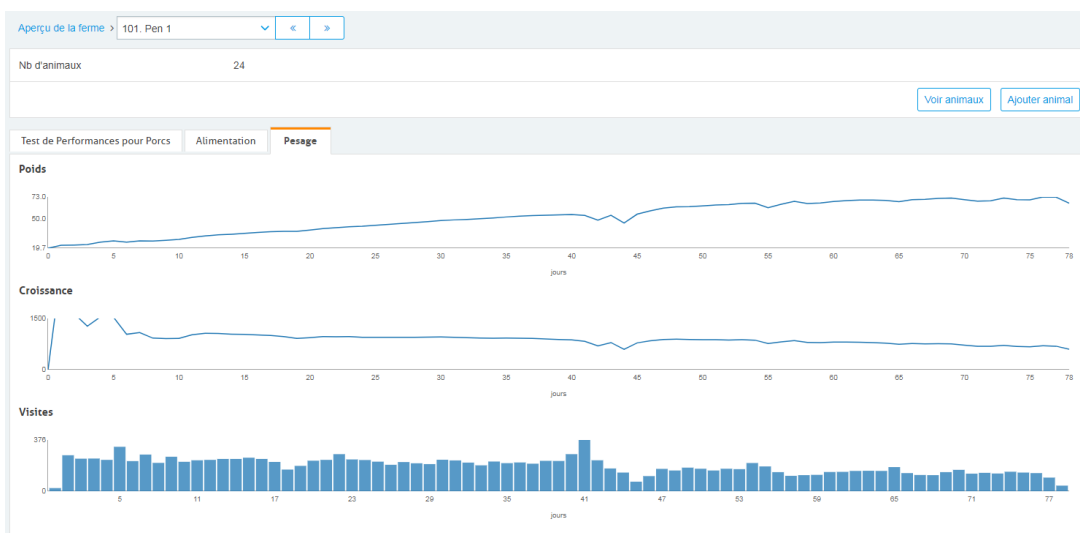 Aperçu de la ferme > 101. Pen 1 « »
Nb d'animaux 24
Voir animaux Ajouter animal
Test de Performances pour Porcs Alimentation Pesage
Poids
73.0
50.0
19.7
0 5 10 15 20 25 30 35 40 45 50 55 60 65 70 75 78
jours
Croissance
1500
0
0 5 10 15 20 25 30 35 40 45 50 55 60 65 70 75 78
jours
Visites
376
0
5 11 17 23 29 35 41 47 53 59 65 71 77
jours